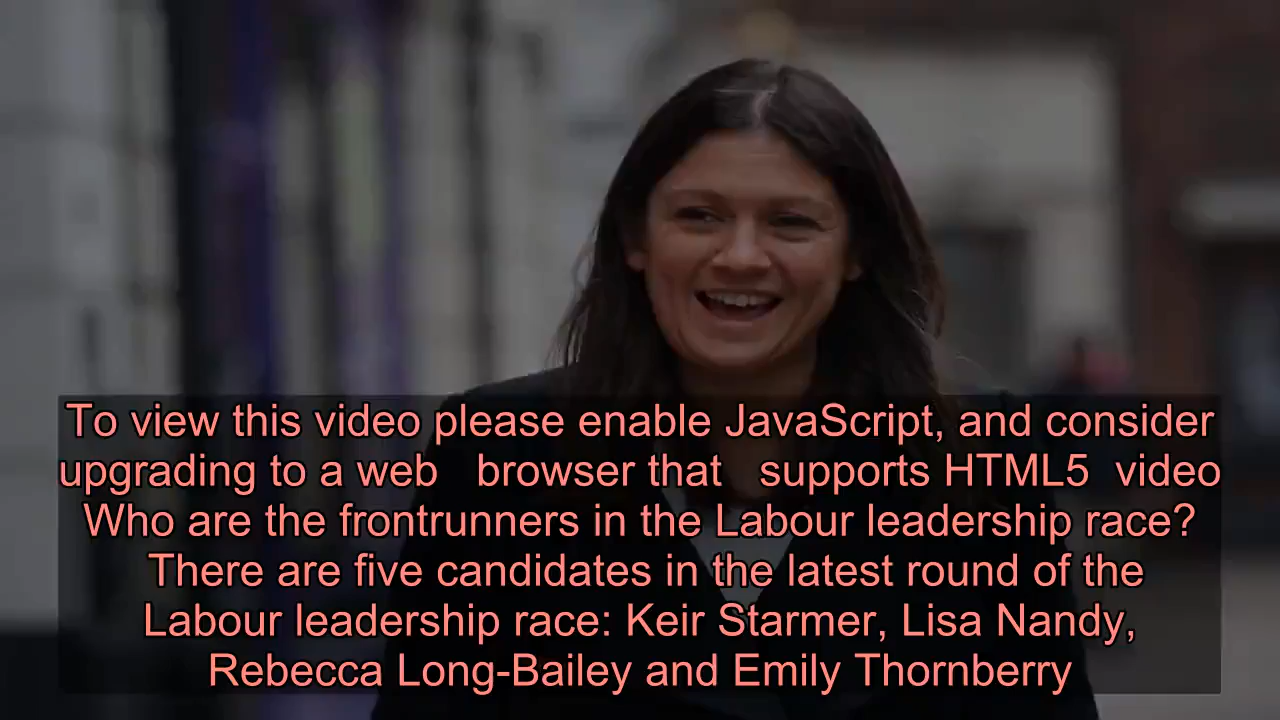 To view this video please enable JavaScript, and consider
upgrading to a web browser that supports HTML5 video
Who are the frontrunners in the Labour leadership race?
There are five candidates in the latest round of the
Labour leadership race: Keir Starmer, Lisa Nandy,
Rebecca Long-Bailey and Emily Thornberry